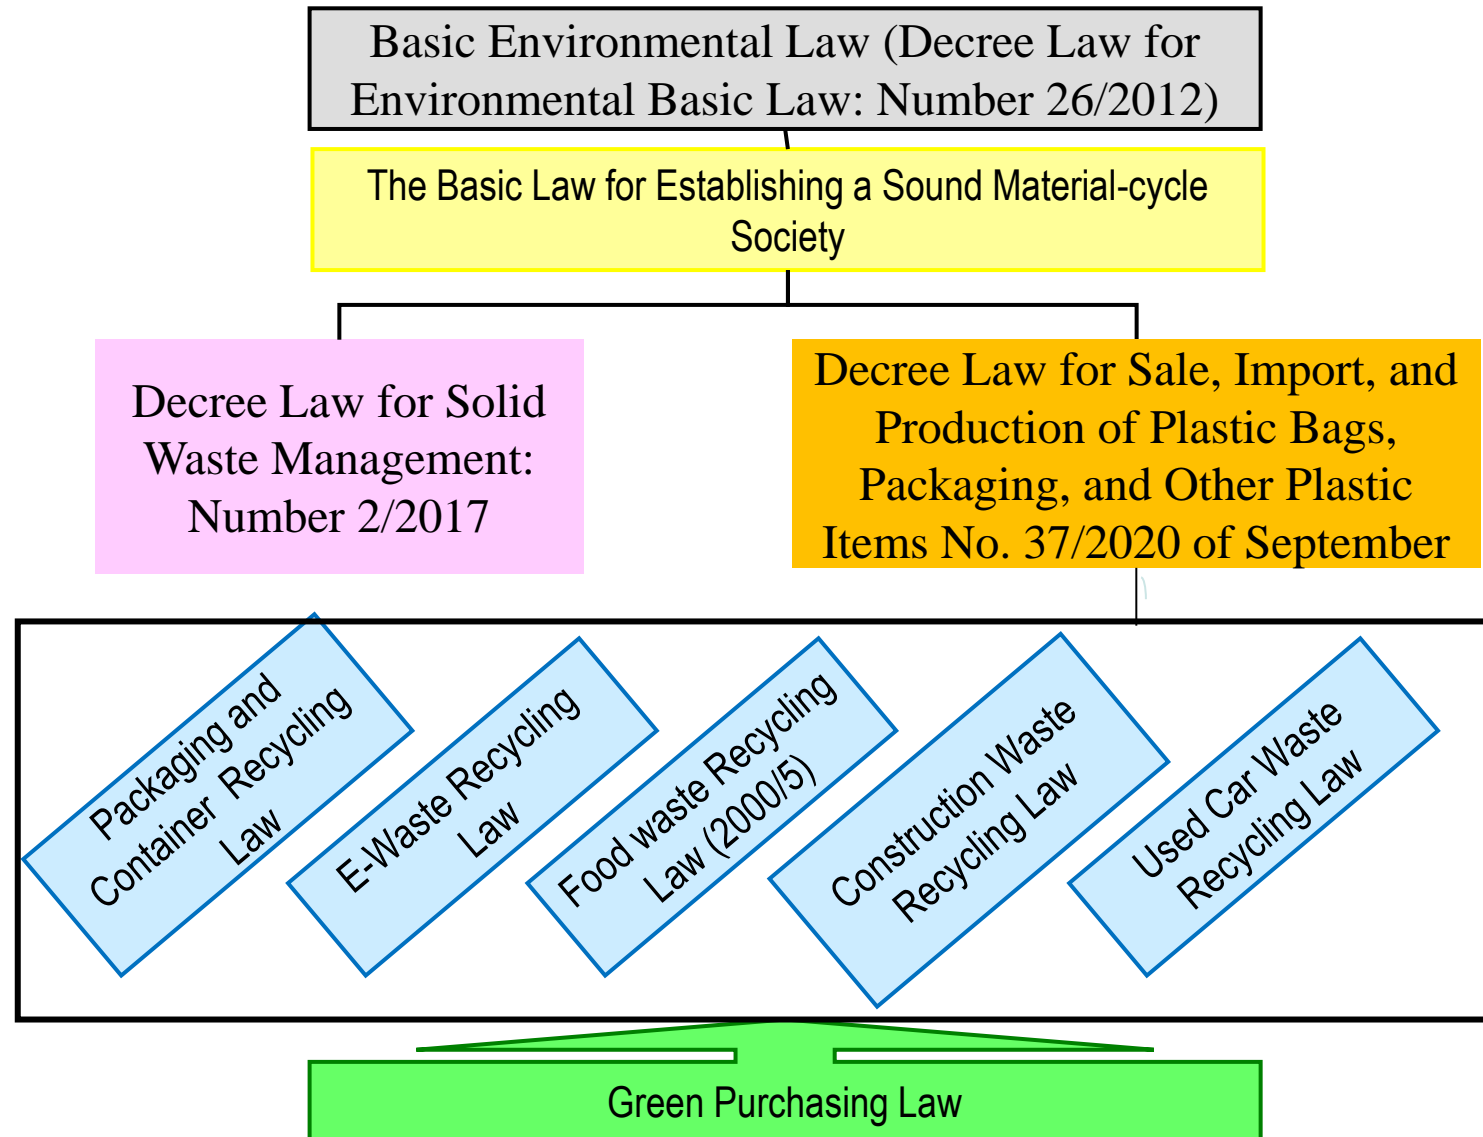 Basic Environmental Law (Decree Law for
Environmental Basic Law: Number 26/2012)
The Basic Law for Establishing a Sound Material-cycle
Society
Decree Law for Solid
Waste Management:
Number 2/2017
Decree Law for Sale, Import, and
Production of Plastic Bags,
Packaging, and Other Plastic
Items No. 37/2020 of September
Packaging and
Container Recycling
Law
E-Waste Recycling
Law
Food waste Recycling
Law (2000/5)
Construction Waste
Recycling Law
Used Car Waste
Recycling Law
Green Purchasing Law